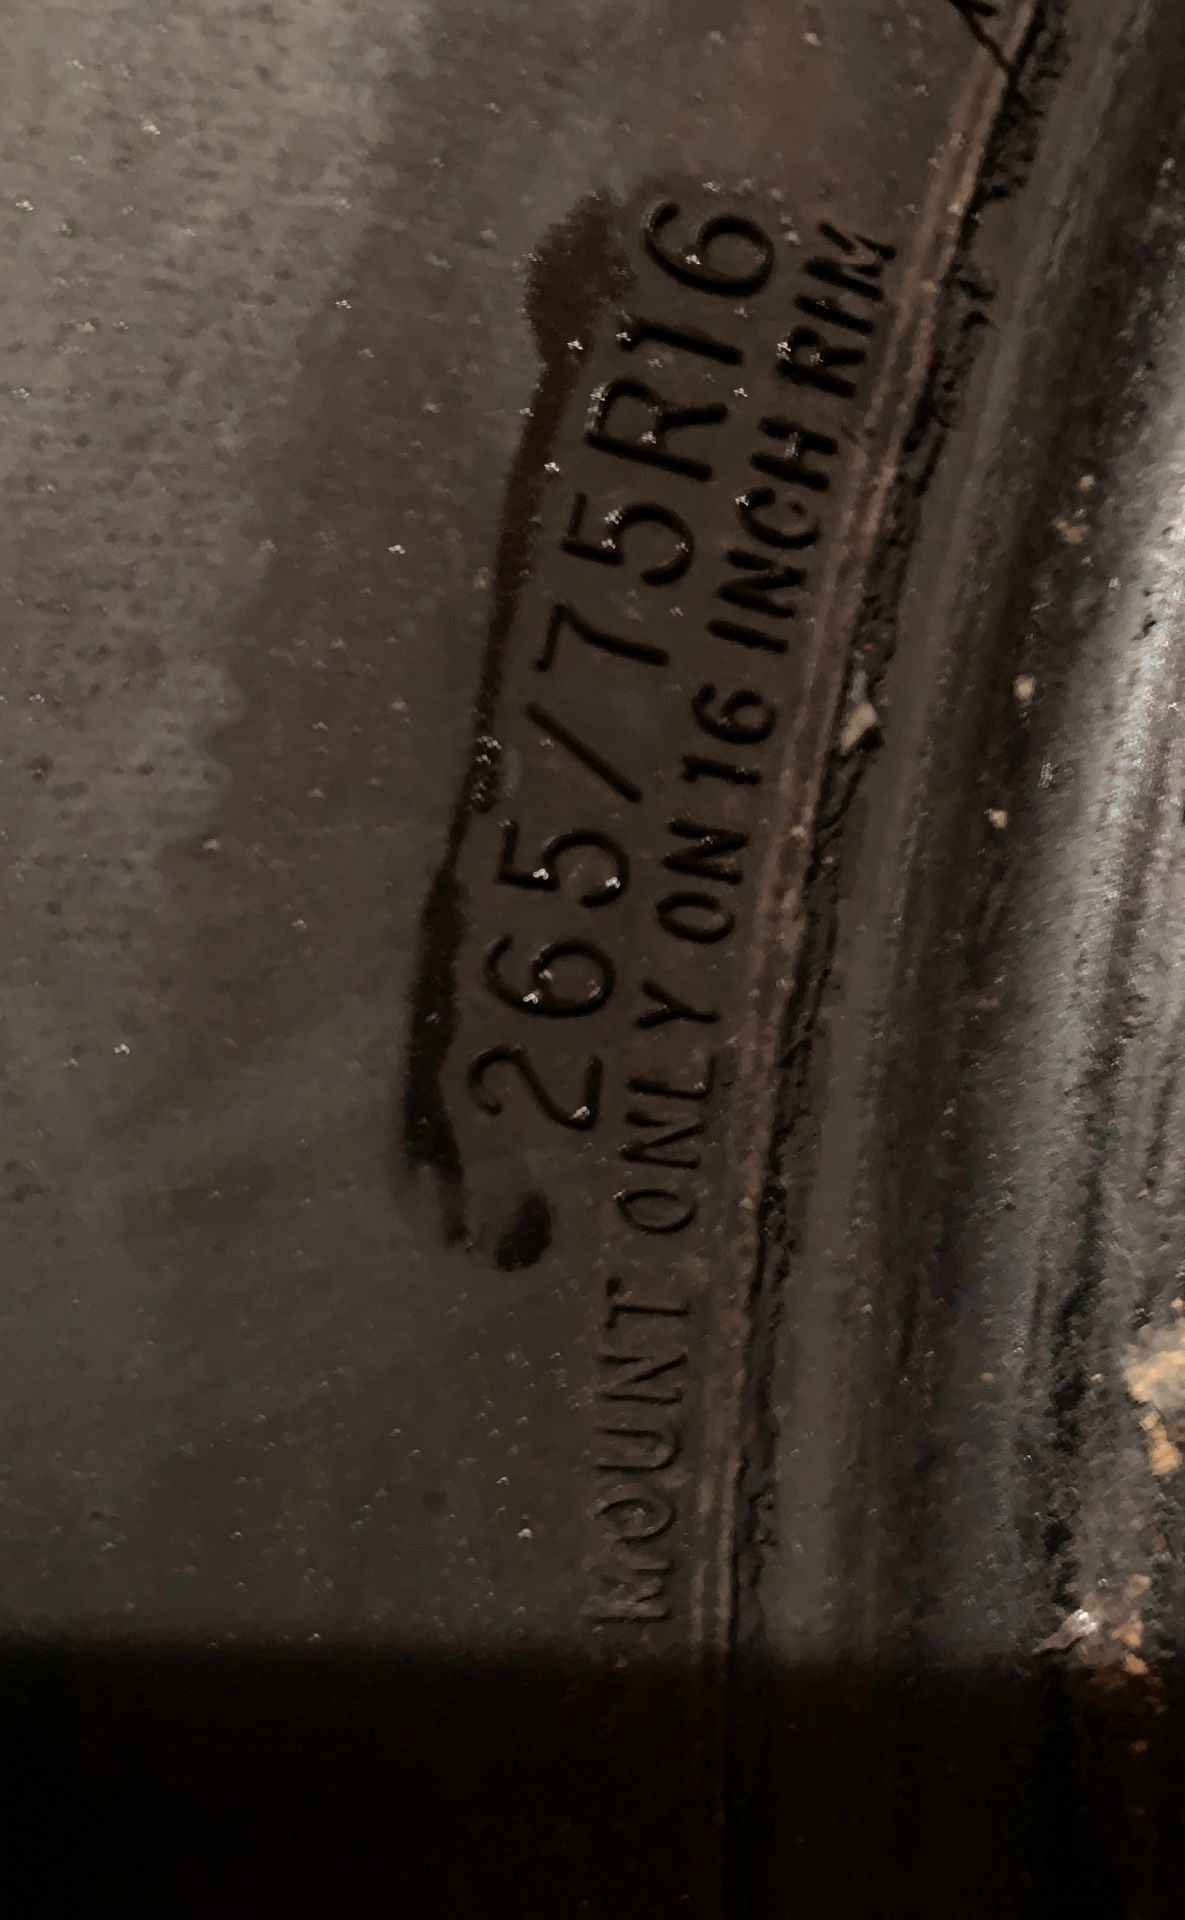 265/75R16
MOUNT ONLY ON 16 INCH RIM